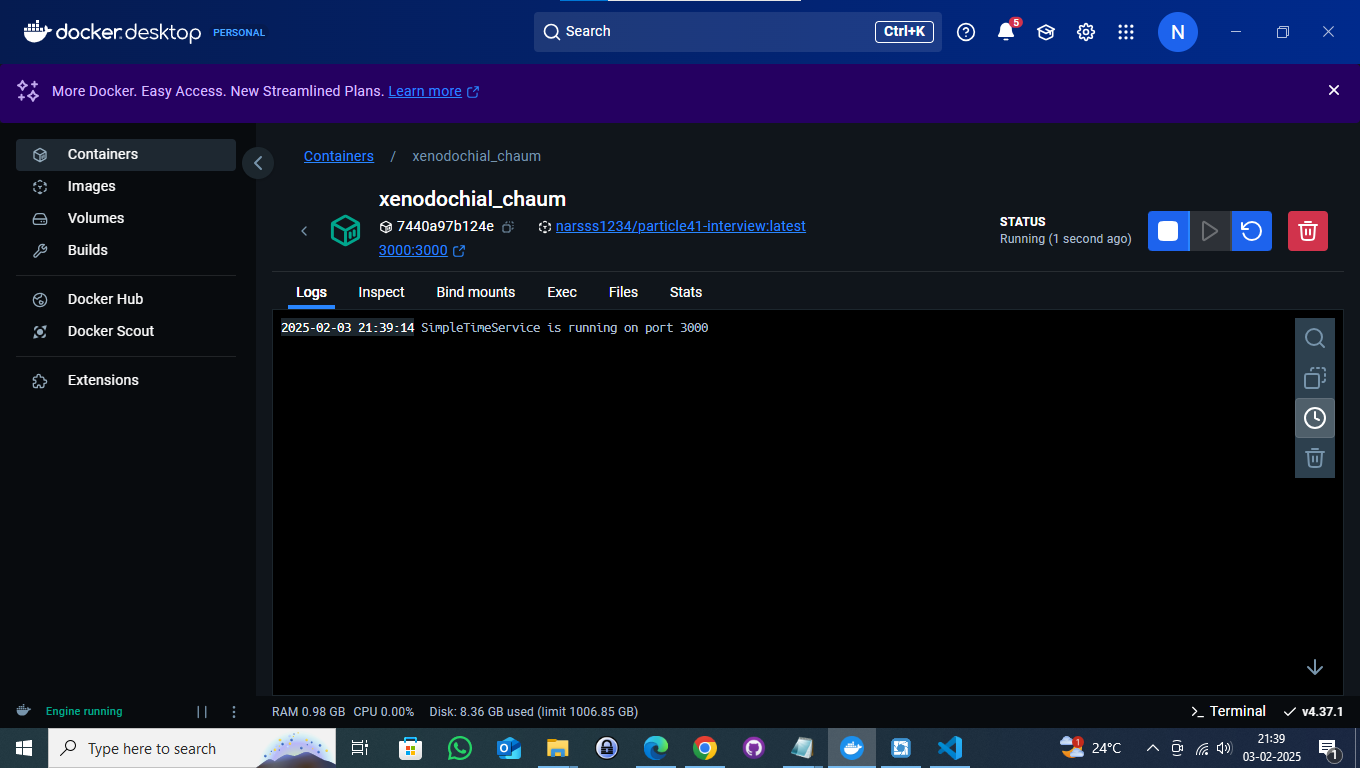 docker.desktop PERSONAL
Search Ctrl+K
5
N
More Docker. Easy Access. New Streamlined Plans. Learn more
Containers
Images
Volumes
Builds
Docker Hub
Docker Scout
Extensions
Containers / xenodochial_chaum
xenodochial_chaum
7440a97b124e narsss1234/particle41-interview:latest
3000:3000
STATUS
Running (1 second ago)
Logs Inspect Bind mounts Exec Files Stats
2025-02-03 21:39:14 SimpleTimeService is running on port 3000
Engine running
RAM 0.98 GB CPU 0.00% Disk: 8.36 GB used (limit 1006.85 GB)
Terminal v4.37.1
Type here to search
1
24°C
21:39
03-02-2025
1